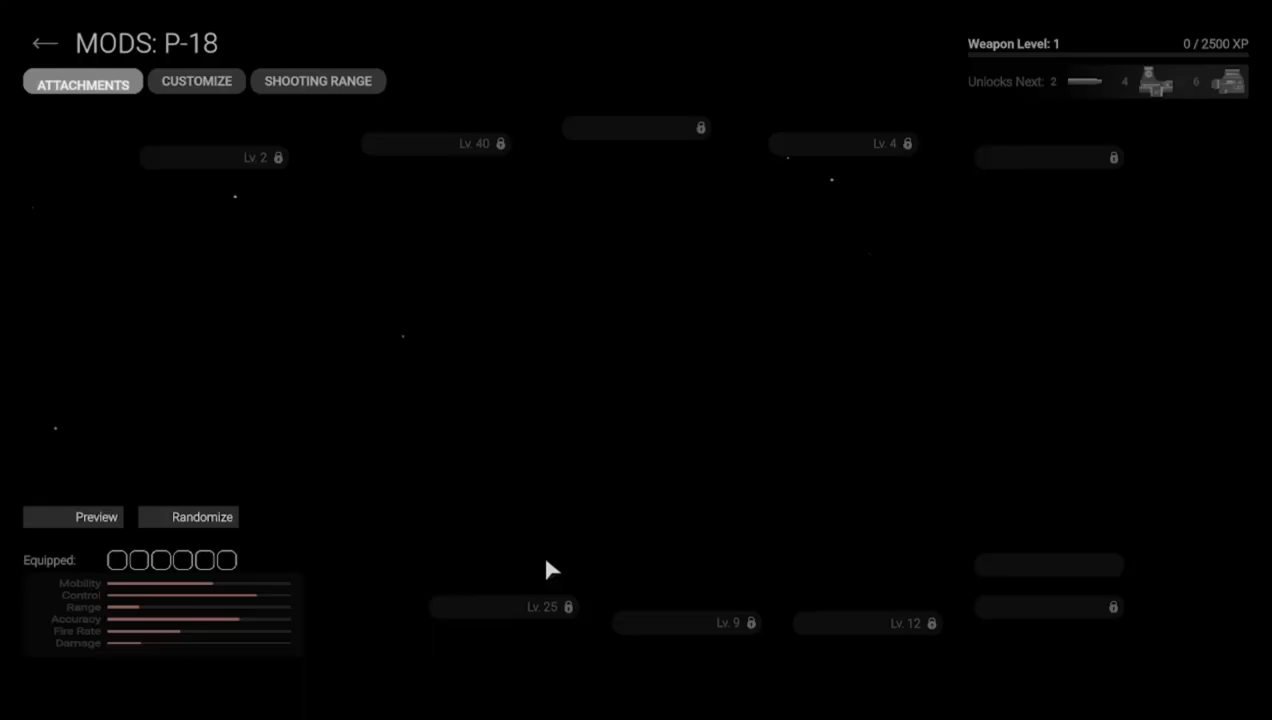 MODS: P-18
Weapon Level: 1 0 / 2500 XP
ATTACHMENTS CUSTOMIZE SHOOTING RANGE
Unlocks Next: 2 4 6
Lv. 40
Lv. 4
Lv. 2
Preview Randomize
Equipped:
Mobility
Control
Range
Accuracy
Fire Rate
Damage
Lv. 25
Lv. 9
Lv. 12